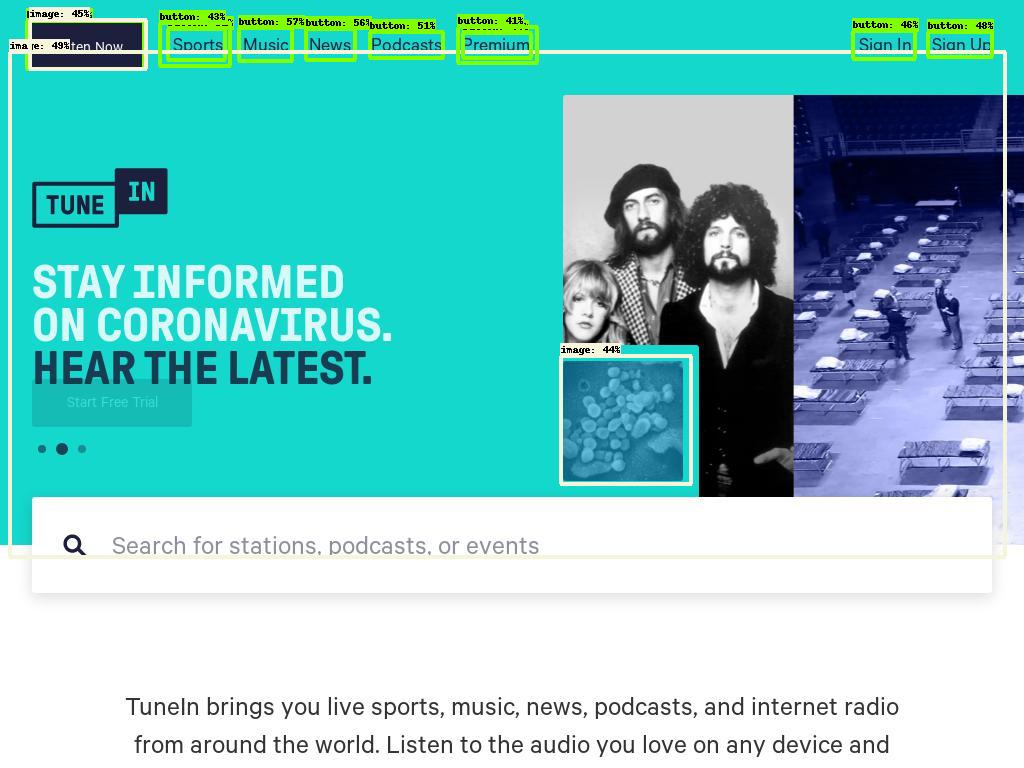 image: 45%
button: 43%
button: 57%
button: 56%
button: 51%
button: 41%
button: 46%
button: 48%
image: 49%
Now
Sports
Music
News
Podcasts
Premium
Sign In
Sign Up
TUNE IN
STAY INFORMED
ON CORONAVIRUS.
HEAR THE LATEST.
image: 44%
Start Free Trial
Search for stations, podcasts, or events
TuneIn brings you live sports, music, news, podcasts, and internet radio
from around the world. Listen to the audio you love on any device and